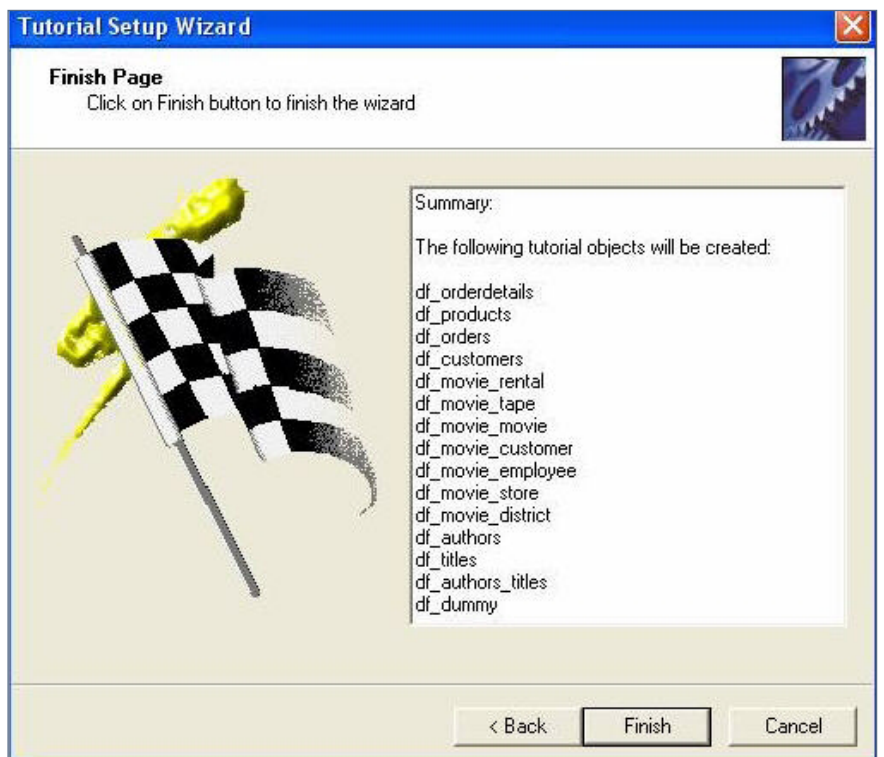 Tutorial Setup Wizard
Finish Page
Click on Finish button to finish the wizard
Summary:
The following tutorial objects will be created:
df_orderdetails
df_products
df_orders
df_customers
df_movie_rental
df_movie_tape
df_movie_movie
df_movie_customer
df_movie_employee
df_movie_store
df_movie_district
df_authors
df_titles
df_authors_titles
df_dummy
< Back
Finish
Cancel